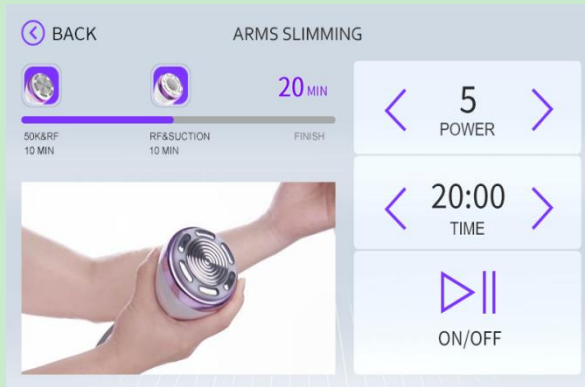 BACK
ARMS SLIMMING
20 MIN
50K&RF
10 MIN
RF&SUCTION
10 MIN
FINISH
5
POWER
20:00
TIME
ON/OFF